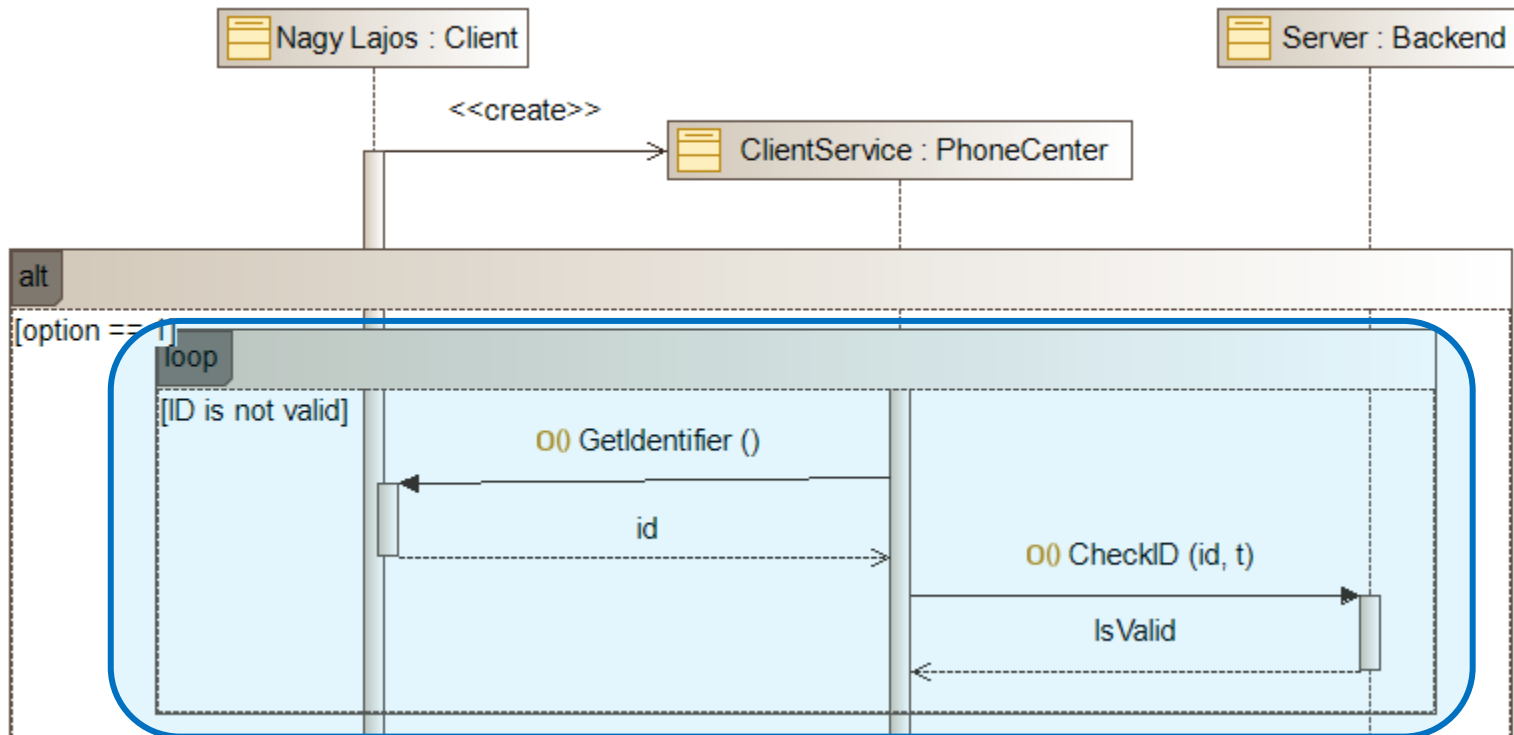 Nagy Lajos : Client
Server : Backend
<<create>>
ClientService : PhoneCenter
alt
[option == 1]
loop
[ID is not valid]
O() GetIdentifier ()
id
O() CheckID (id, t)
IsValid